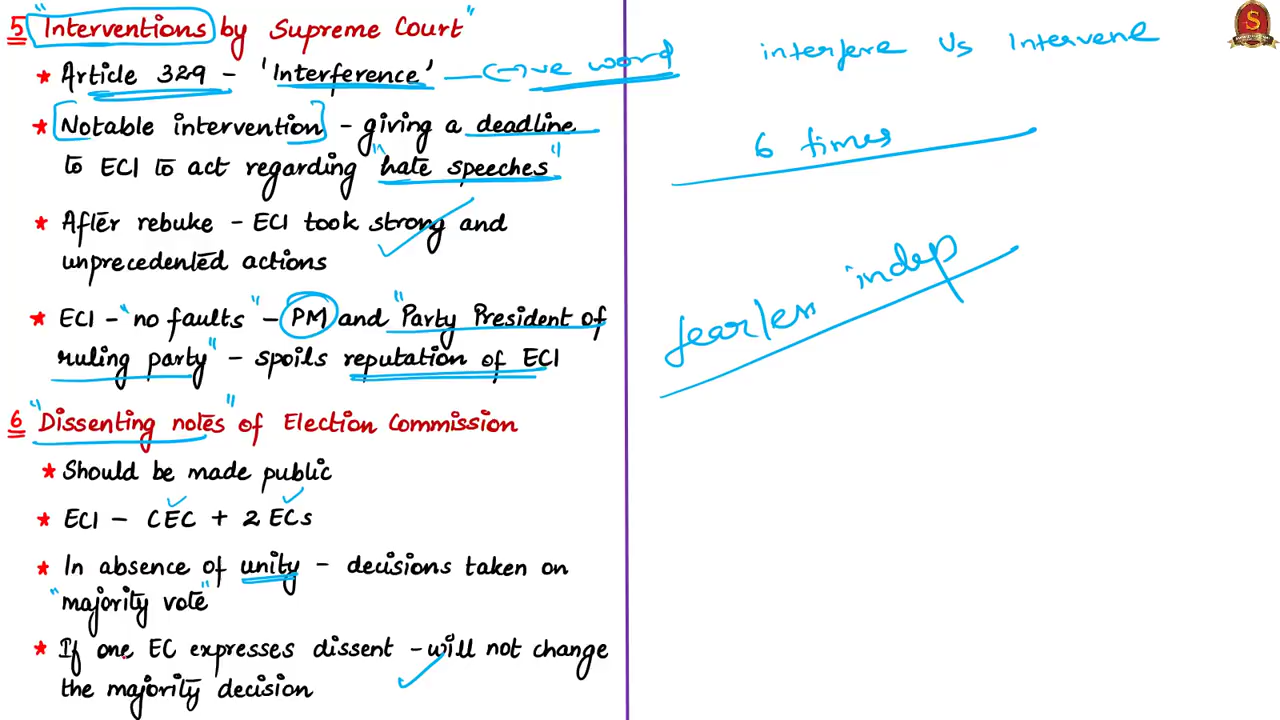 5 "Interventions by Supreme Court"
* Article 329 - 'Interference' - (-)ve word
* [Notable intervention] - giving a deadline
to ECI to act regarding "hate speeches"
* After rebuke - ECI took strong and
unprecedented actions
* ECI - "no faults" - PM and "Party President of
ruling party" - spoils reputation of ECI
6 "Dissenting notes" of Election Commission
* Should be made public
* ECI - CEC + 2 ECs
* In absence of unity - decisions taken on
"majority vote"
* If one EC expresses dissent - will not change
the majority decision
interfere Vs Intervene
6 times
fearless indep
S